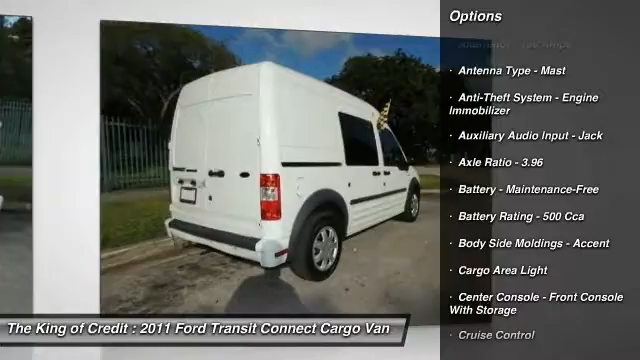 Options
· Antenna Type - Mast
· Anti-Theft System - Engine
Immobilizer
· Auxiliary Audio Input - Jack
· Axle Ratio - 3.96
· Battery - Maintenance-Free
· Battery Rating - 500 Cca
· Body Side Moldings - Accent
· Cargo Area Light
· Center Console - Front Console
With Storage
· Cruise Control
The King of Credit : 2011 Ford Transit Connect Cargo Van